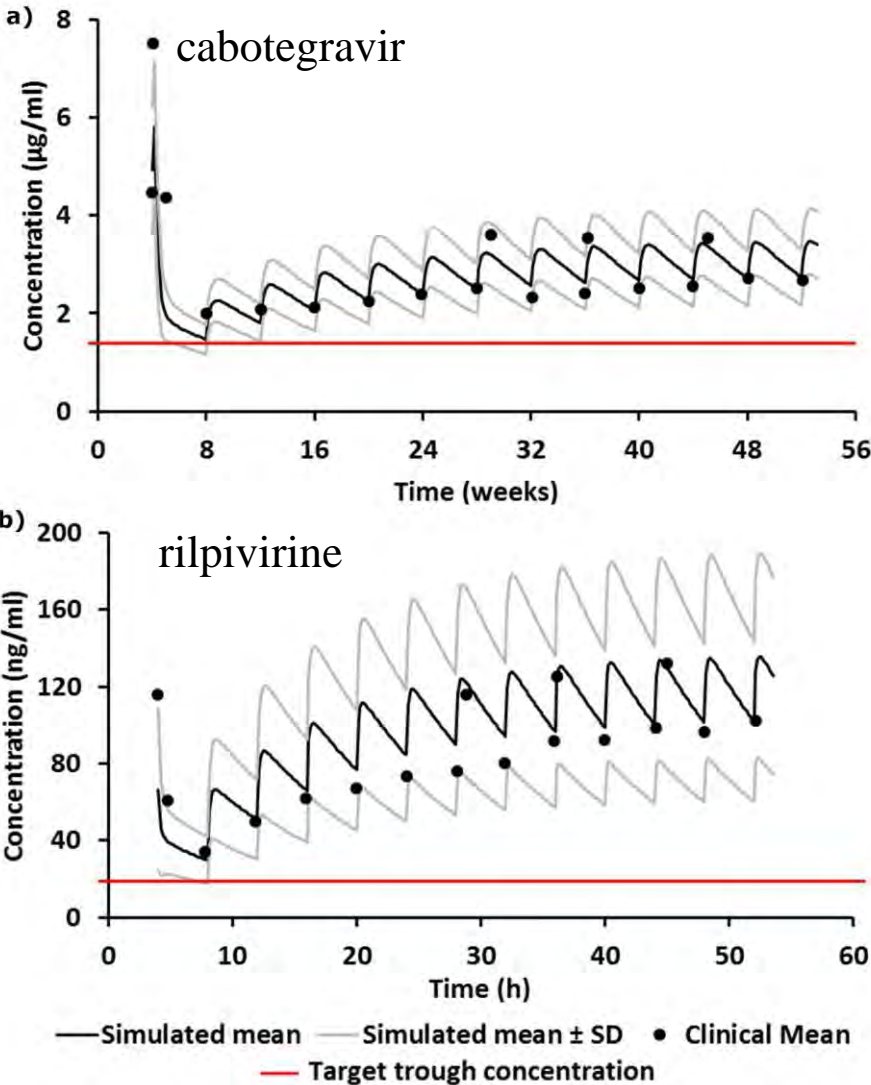 a)
cabotegravir
Concentration (µg/ml)
8
6
4
2
0
0 8 16 24 32 40 48 56
Time (weeks)
b)
rilpivirine
Concentration (ng/ml)
200
160
120
80
40
0
0 10 20 30 40 50 60
Time (h)
Simulated mean Simulated mean ± SD Clinical Mean
Target trough concentration